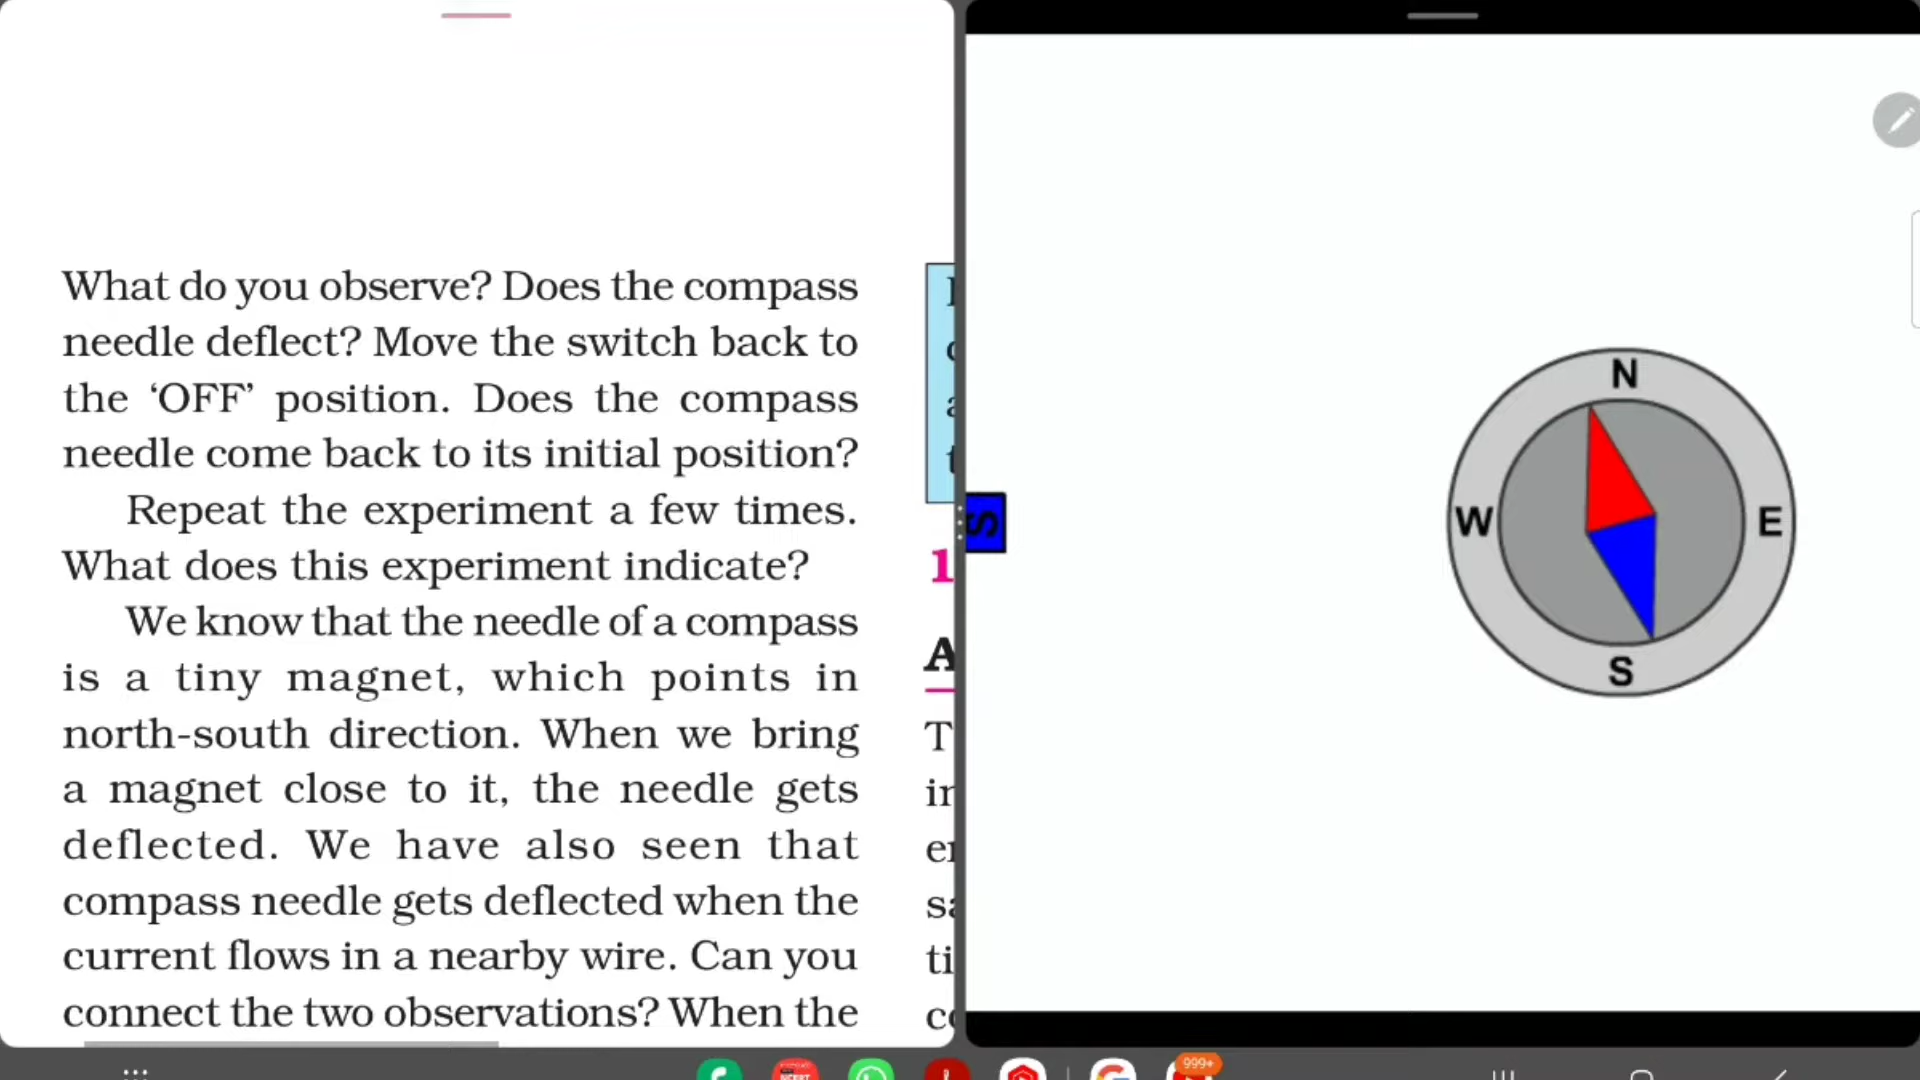 What do you observe? Does the compass
needle deflect? Move the switch back to
the ‘OFF’ position. Does the compass
needle come back to its initial position?
Repeat the experiment a few times.
What does this experiment indicate?
We know that the needle of a compass
is a tiny magnet, which points in
north-south direction. When we bring
a magnet close to it, the needle gets
deflected. We have also seen that
compass needle gets deflected when the
current flows in a nearby wire. Can you
connect the two observations? When the
1
A
T
S
N
W
E
S
999+